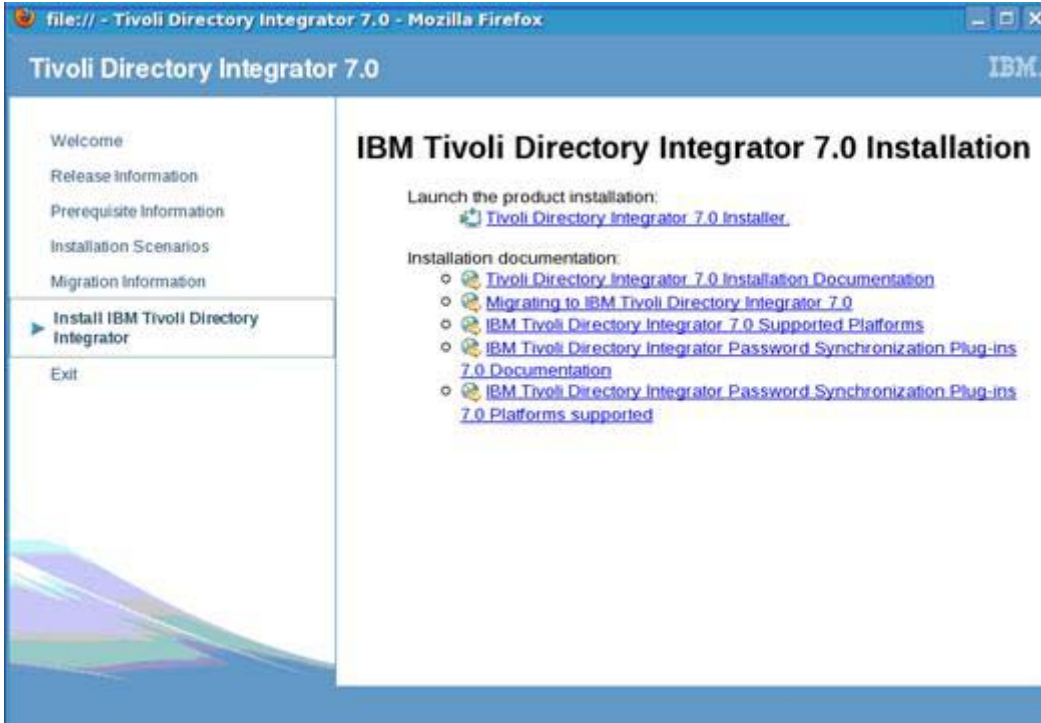 file:// - Tivoli Directory Integrator 7.0 - Mozilla Firefox
Tivoli Directory Integrator 7.0
IBM.
Welcome
Release Information
Prerequisite Information
Installation Scenarios
Migration Information
Install IBM Tivoli Directory
Integrator
Exit
IBM Tivoli Directory Integrator 7.0 Installation
Launch the product installation:
Tivoli Directory Integrator 7.0 Installer.
Installation documentation:
Tivoli Directory Integrator 7.0 Installation Documentation
Migrating to IBM Tivoli Directory Integrator 7.0
IBM Tivoli Directory Integrator 7.0 Supported Platforms
IBM Tivoli Directory Integrator Password Synchronization Plug-ins
7.0 Documentation
IBM Tivoli Directory Integrator Password Synchronization Plug-ins
7.0 Platforms supported